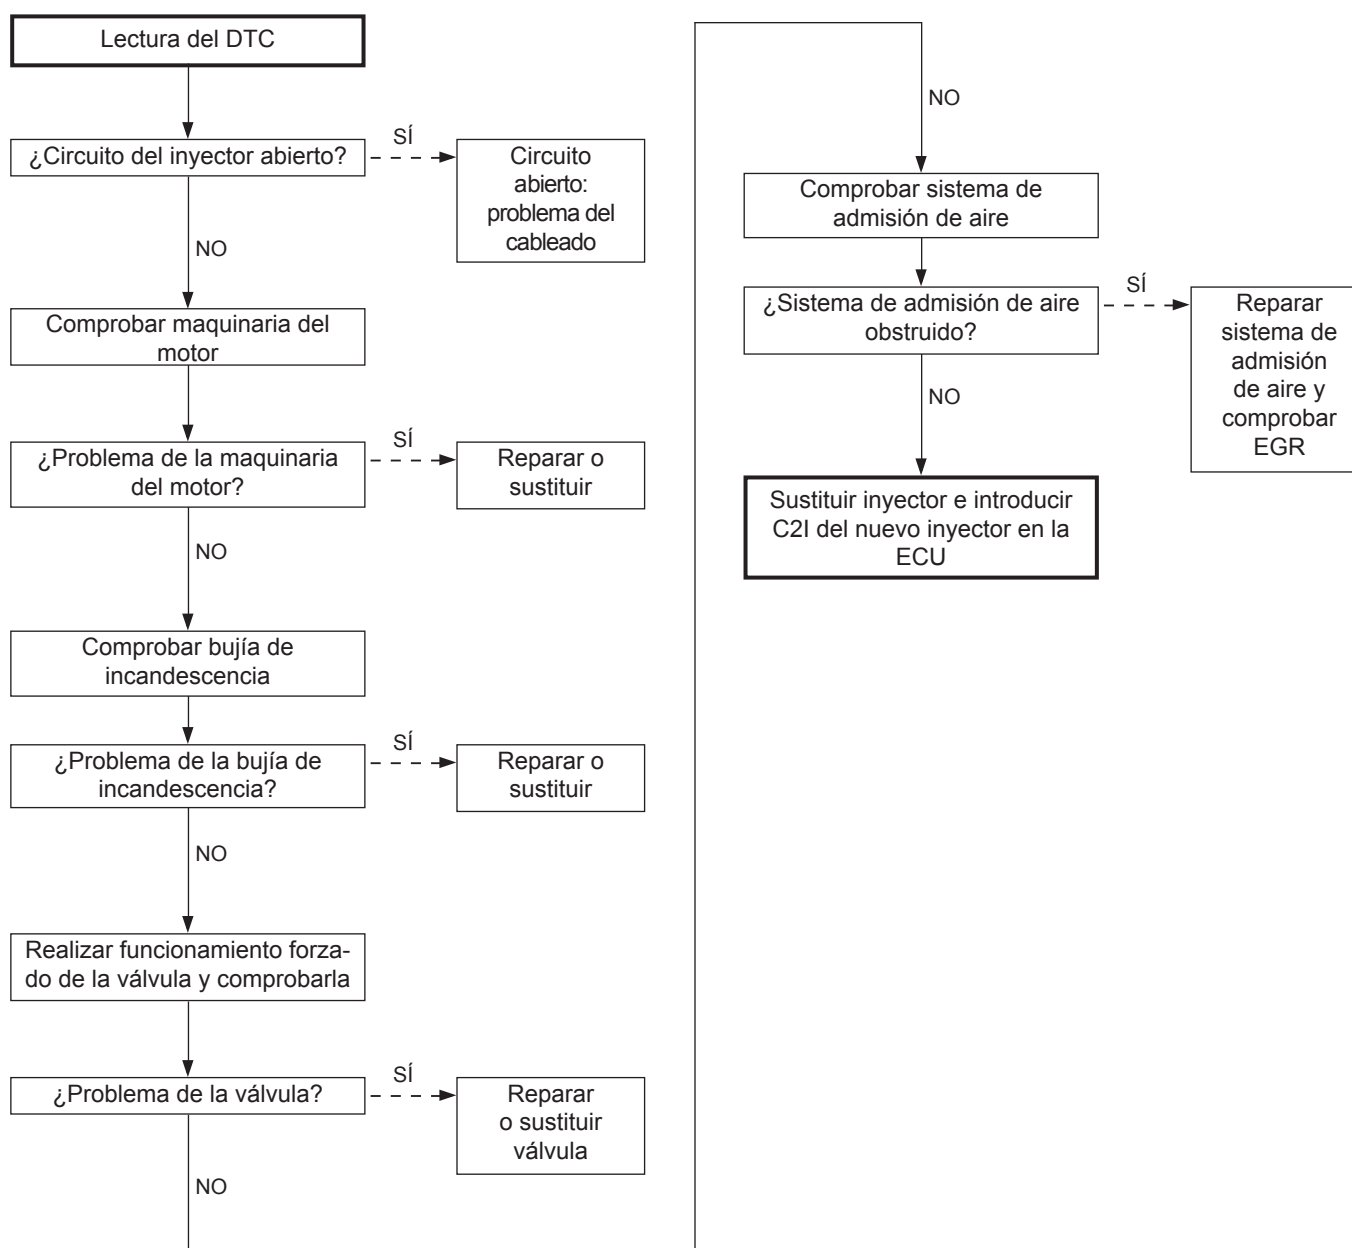 Lectura del DTC
¿Circuito del inyector abierto?
SÍ
Circuito
abierto:
problema del
cableado
NO
Comprobar maquinaria del
motor
¿Problema de la maquinaria
del motor?
SÍ
Reparar o
sustituir
NO
Comprobar bujía de
incandescencia
¿Problema de la bujía de
incandescencia?
SÍ
Reparar o
sustituir
NO
Realizar funcionamiento forza-
do de la válvula y comprobarla
¿Problema de la válvula?
SÍ
Reparar
o sustituir
válvula
NO
NO
Comprobar sistema de
admisión de aire
¿Sistema de admisión de aire
obstruido?
SÍ
Reparar
sistema de
admisión
de aire y
comprobar
EGR
NO
Sustituir inyector e introducir
C2I del nuevo inyector en la
ECU